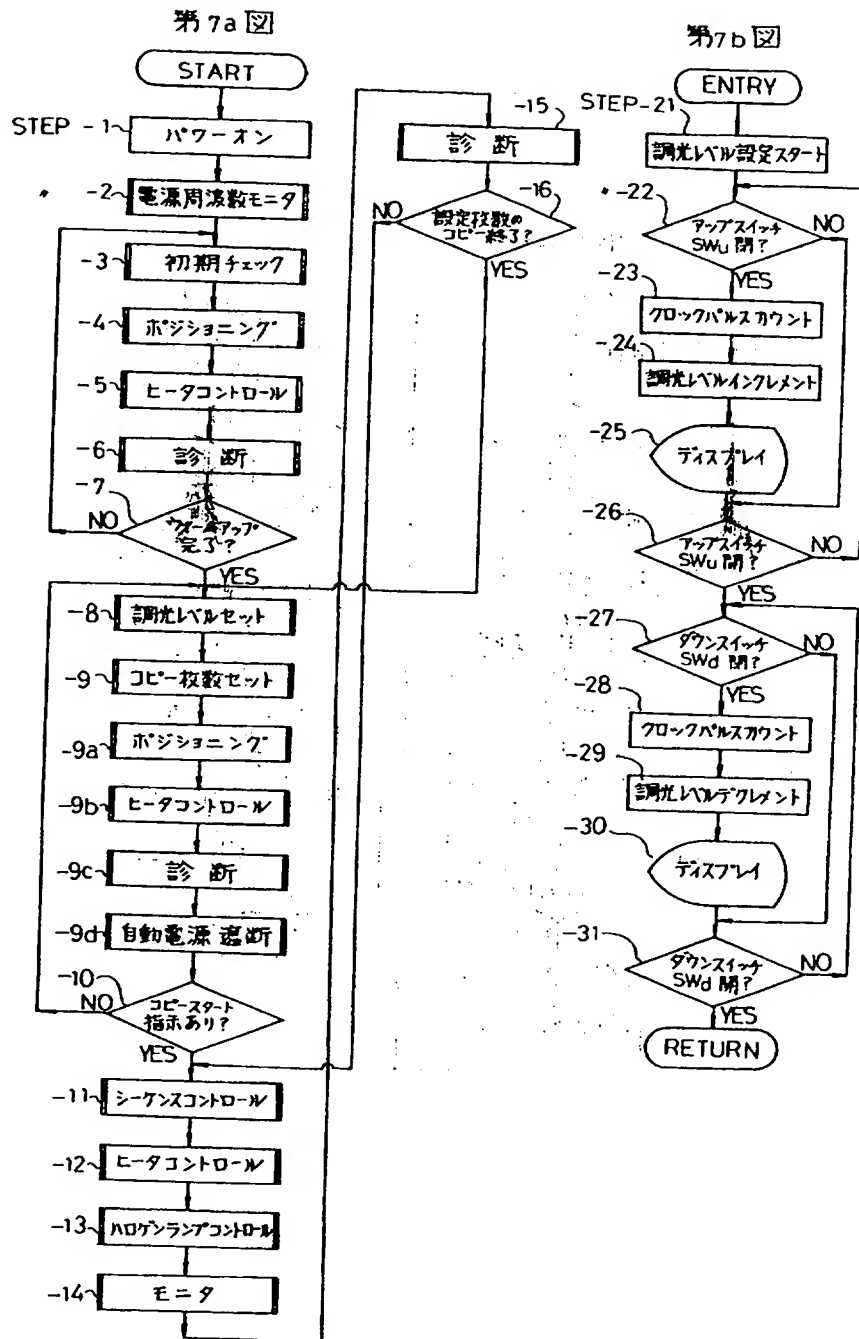 第7a図
START
STEP -1
パワーオン
-2
電源周波数モニタ
-3
初期チェック
-4
ポジショニング
-5
ヒータコントロール
-6
診断
-7
ウォームアップ
完了?
NO
YES
-8
調光レベルセット
-9
コピー枚数セット
-9a
ポジショニング
-9b
ヒータコントロール
-9c
診断
-9d
自動電源遮断
-10
コピースタート
指示あり?
NO
YES
-11
シーケンスコントロール
-12
ヒータコントロール
-13
ハロゲンランプコントロール
-14
モニタ
-15
診断
-16
設定枚数の
コピー終了?
NO
YES
第7b図
ENTRY
STEP-21
調光レベル設定スタート
-22
アップスイッチ
SWu 閉?
NO
YES
-23
クロックパルスカウント
-24
調光レベルインクレメント
-25
ディスプレイ
-26
アップスイッチ
SWu 開?
NO
YES
-27
ダウンスイッチ
SWd 閉?
NO
YES
-28
クロックパルスカウント
-29
調光レベルデクレメント
-30
ディスプレイ
-31
ダウンスイッチ
SWd 開?
NO
YES
RETURN